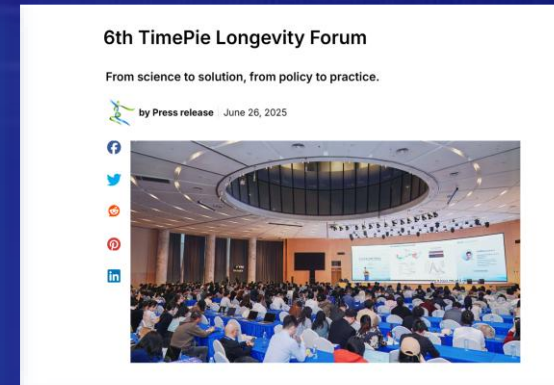 6th TimePie Longevity Forum
From science to solution, from policy to practice.
by Press release June 26, 2025